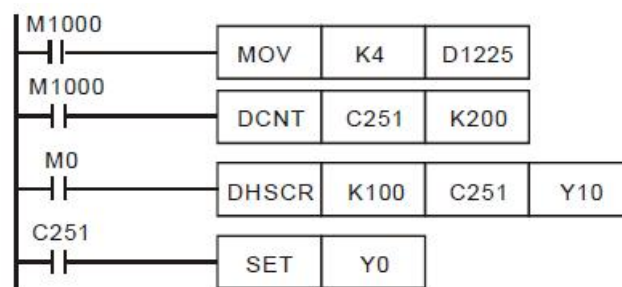 M1000
MOV K4 D1225
M1000
DCNT C251 K200
M0
DHSCR K100 C251 Y10
C251
SET Y0